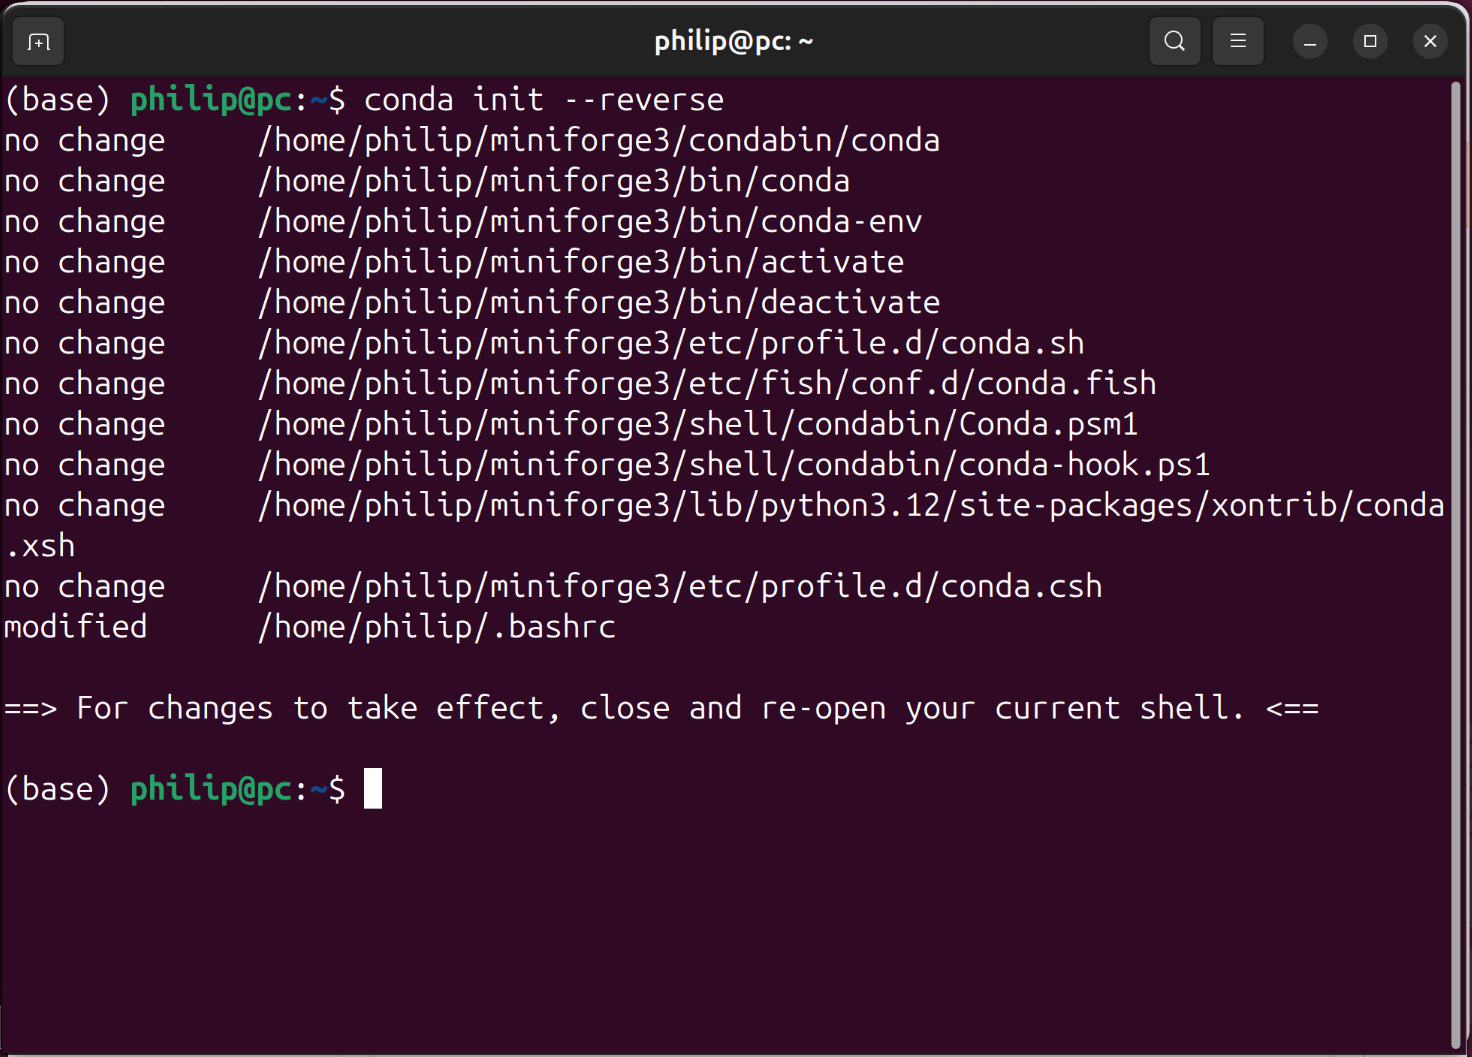 philip@pc: ~
(base) philip@pc:~$ conda init --reverse
no change     /home/philip/miniforge3/condabin/conda
no change     /home/philip/miniforge3/bin/conda
no change     /home/philip/miniforge3/bin/conda-env
no change     /home/philip/miniforge3/bin/activate
no change     /home/philip/miniforge3/bin/deactivate
no change     /home/philip/miniforge3/etc/profile.d/conda.sh
no change     /home/philip/miniforge3/etc/fish/conf.d/conda.fish
no change     /home/philip/miniforge3/shell/condabin/Conda.psm1
no change     /home/philip/miniforge3/shell/condabin/conda-hook.ps1
no change     /home/philip/miniforge3/lib/python3.12/site-packages/xontrib/conda
.xsh
no change     /home/philip/miniforge3/etc/profile.d/conda.csh
modified      /home/philip/.bashrc
==> For changes to take effect, close and re-open your current shell. <==
(base) philip@pc:~$